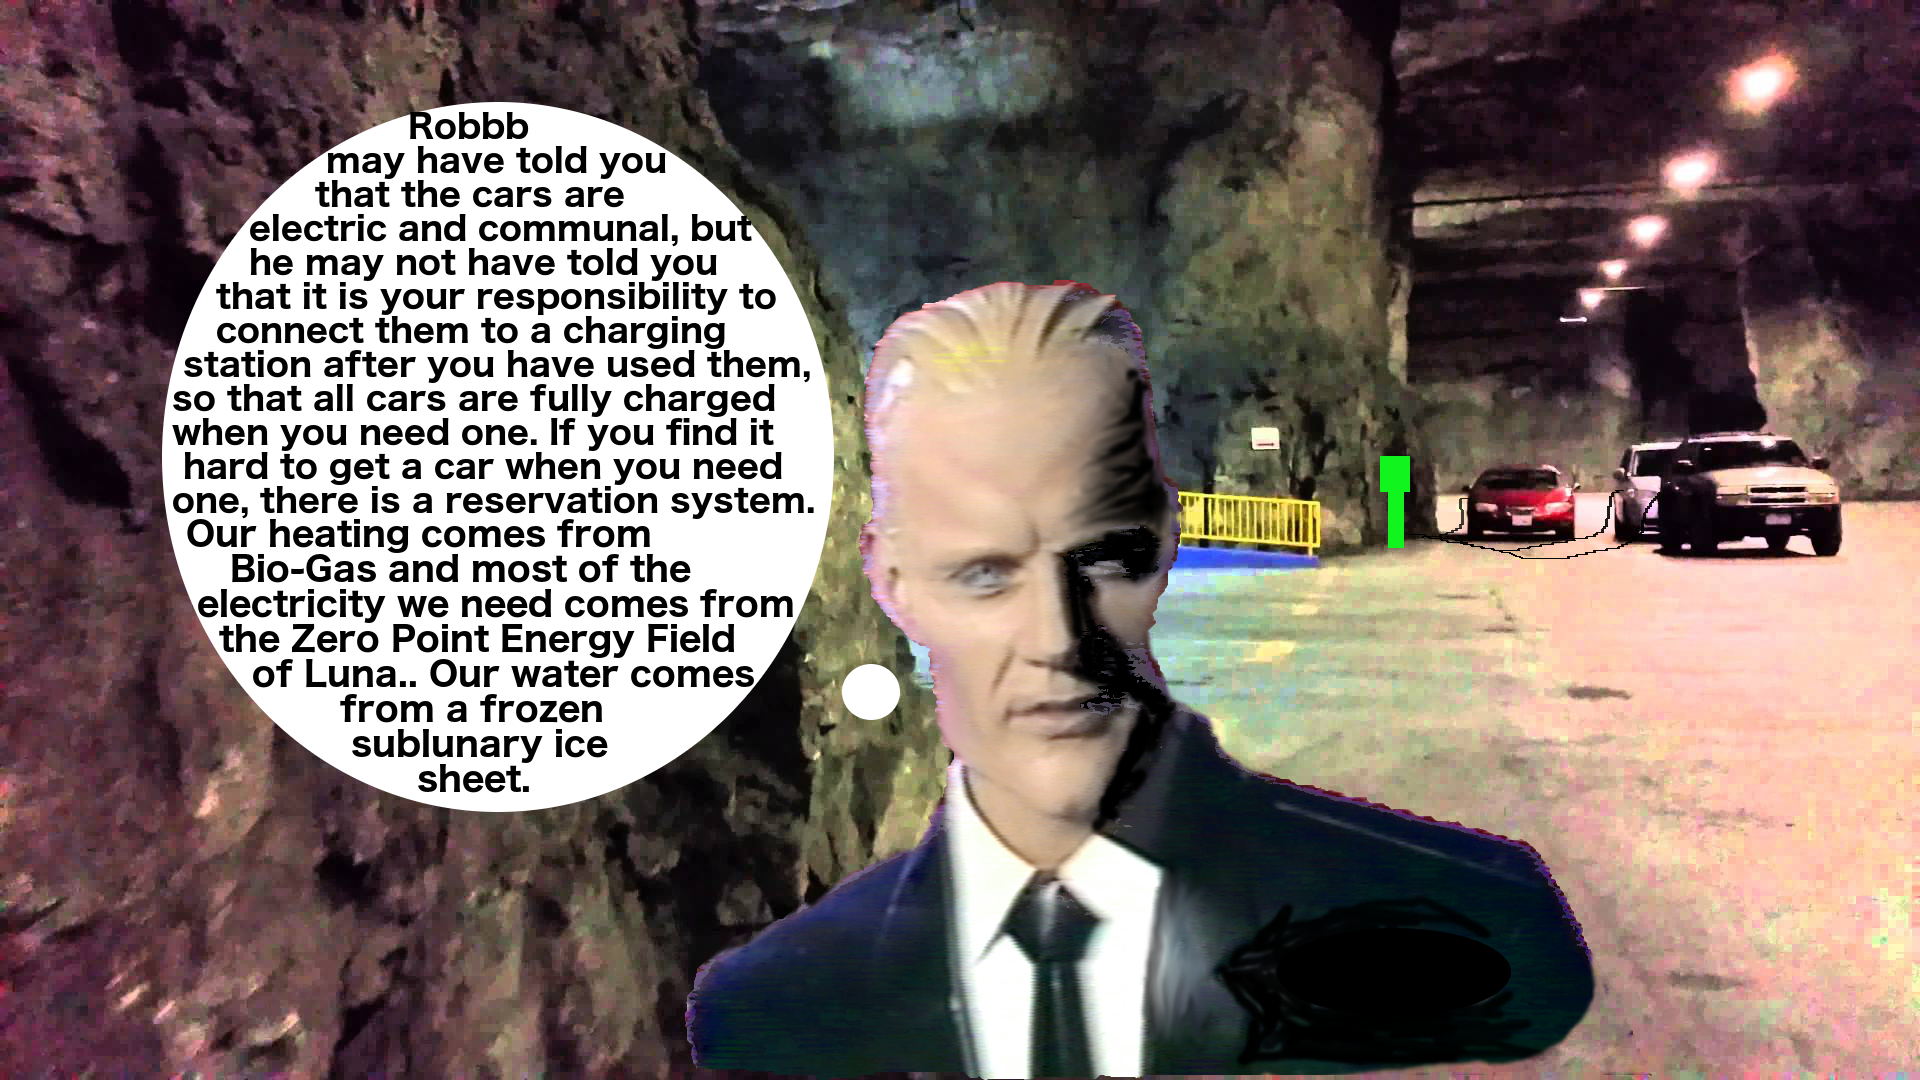 Robbb
may have told you
that the cars are
electric and communal, but
he may not have told you
that it is your responsibility to
connect them to a charging
station after you have used them,
so that all cars are fully charged
when you need one. If you find it
hard to get a car when you need
one, there is a reservation system.
Our heating comes from
Bio-Gas and most of the
electricity we need comes from
the Zero Point Energy Field
of Luna.. Our water comes
from a frozen
sublunary ice
sheet.